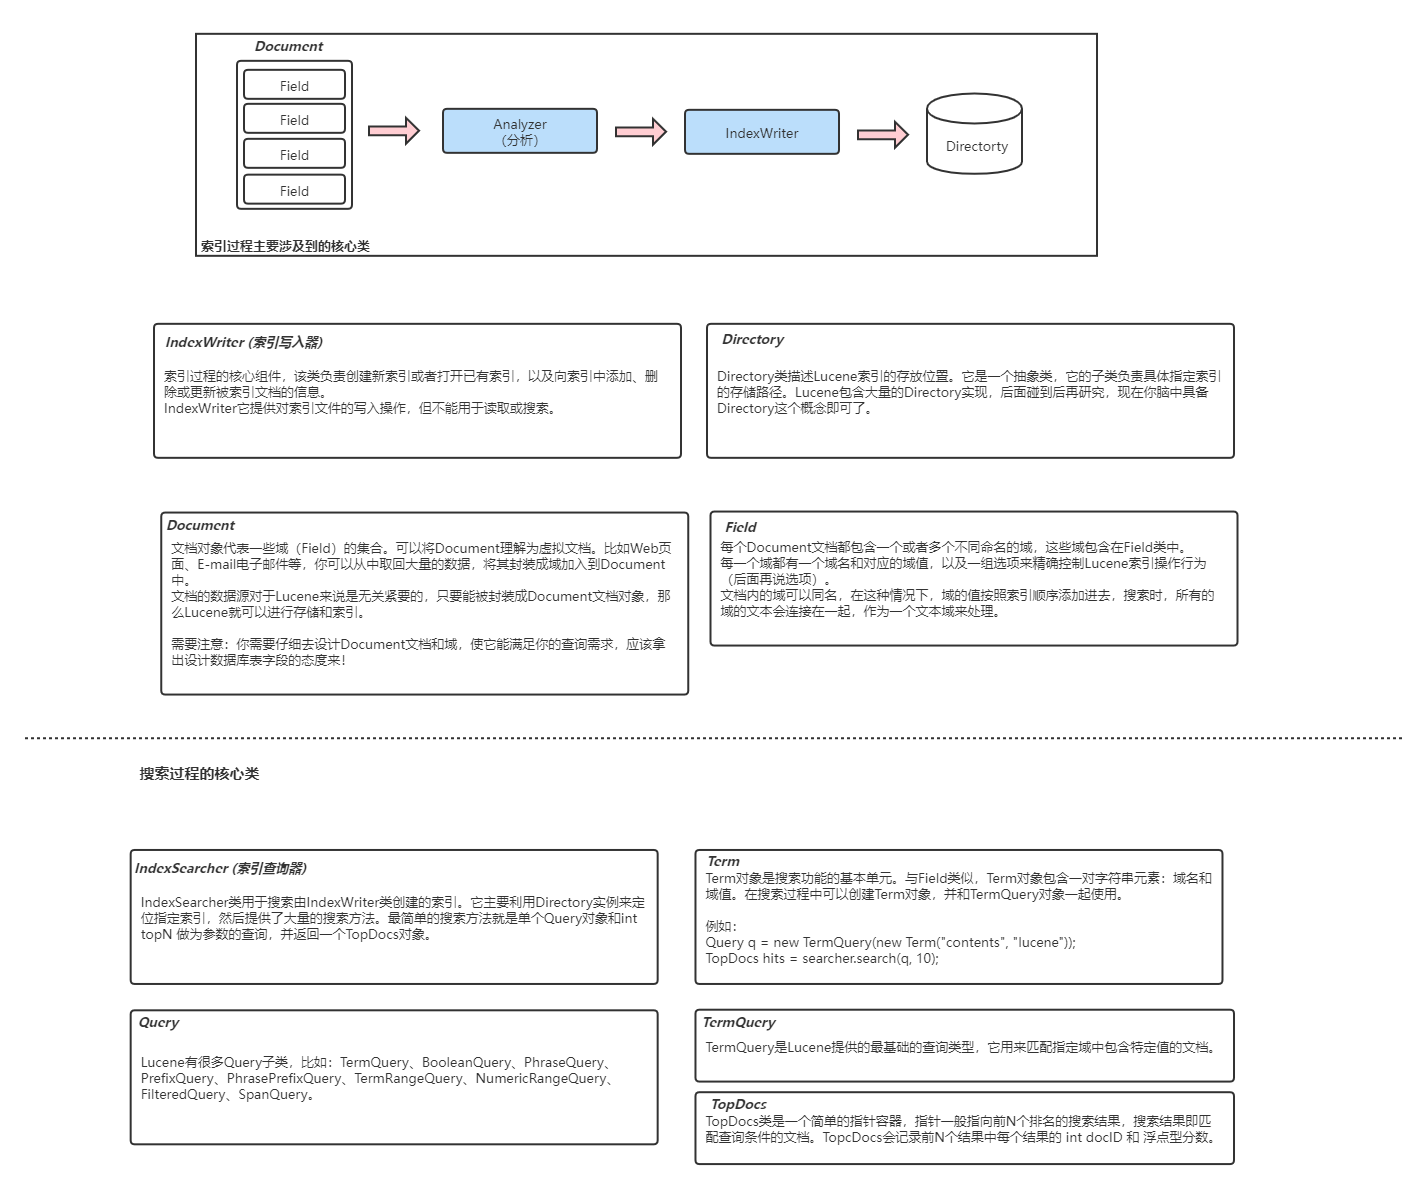 Document
Field
Field
Field
Field
Analyzer
(分析)
IndexWriter
Directorty
索引过程主要涉及到的核心类
IndexWriter (索引写入器)
索引过程的核心组件，该类负责创建新索引或者打开已有索引，以及向索引中添加、删
除或更新被索引文档的信息。
IndexWriter它提供对索引文件的写入操作，但不能用于读取或搜索。
Directory
Directory类描述Lucene索引的存放位置。它是一个抽象类，它的子类负责具体指定索引
的存储路径。Lucene包含大量的Directory实现，后面碰到后再研究，现在你脑中具备
Directory这个概念即可了。
Document
文档对象代表一些域（Field）的集合。可以将Document理解为虚拟文档。比如Web页
面、E-mail电子邮件等，你可以从中取回大量的数据，将其封装成域加入到Document
中。
文档的数据源对于Lucene来说是无关紧要的，只要能被封装成Document文档对象，那
么Lucene就可以进行存储和索引。
需要注意：你需要仔细去设计Document文档和域，使它能满足你的查询需求，应该拿
出设计数据库表字段的态度来！
Field
每个Document文档都包含一个或者多个不同命名的域，这些域包含在Field类中。
每一个域都有一个域名和对应的域值，以及一组选项来精确控制Lucene索引操作行为
（后面再说选项）。
文档内的域可以同名，在这种情况下，域的值按照索引顺序添加进去，搜索时，所有的
域的文本会连接在一起，作为一个文本域来处理。
搜索过程的核心类
IndexSearcher (索引查询器)
IndexSearcher类用于搜索由IndexWriter类创建的索引。它主要利用Directory实例来定
位指定索引，然后提供了大量的搜索方法。最简单的搜索方法就是单个Query对象和int
topN 做为参数的查询，并返回一个TopDocs对象。
Term
Term对象是搜索功能的基本单元。与Field类似，Term对象包含一对字符串元素：域名和
域值。在搜索过程中可以创建Term对象，并和TermQuery对象一起使用。
例如：
Query q = new TermQuery(new Term("contents", "lucene"));
TopDocs hits = searcher.search(q, 10);
Query
Lucene有很多Query子类，比如：TermQuery、BooleanQuery、PhraseQuery、
PrefixQuery、PhrasePrefixQuery、TermRangeQuery、NumericRangeQuery、
FilteredQuery、SpanQuery。
TermQuery
TermQuery是Lucene提供的最基础的查询类型，它用来匹配指定域中包含特定值的文档。
TopDocs
TopDocs类是一个简单的指针容器，指针一般指向前N个排名的搜索结果，搜索结果即匹
配查询条件的文档。TopcDocs会记录前N个结果中每个结果的 int docID 和 浮点型分数。